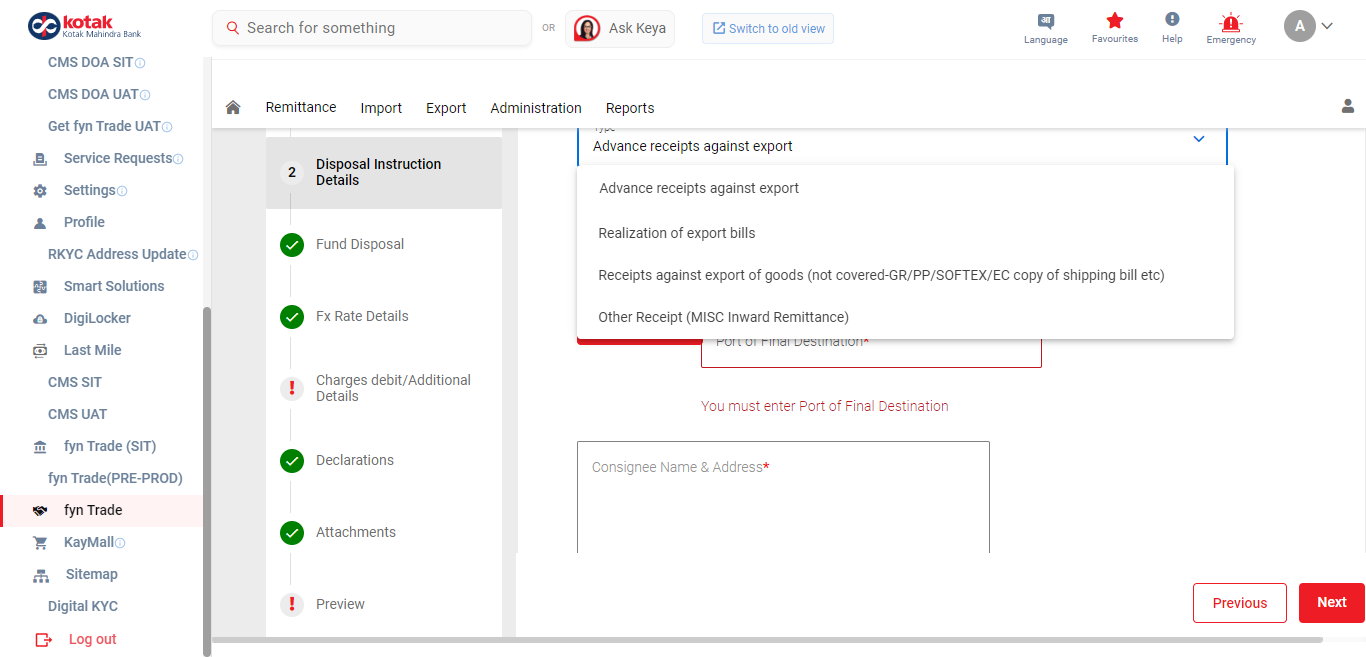 kotak
Kotak Mahindra Bank
Search for something
OR
Ask Keya
Switch to old view
Language
Favourites
Help
Emergency
A
CMS DOA SIT
CMS DOA UAT
Get fyn Trade UAT
Service Requests
Settings
Profile
RKYC Address Update
Smart Solutions
DigiLocker
Last Mile
CMS SIT
CMS UAT
fyn Trade (SIT)
fyn Trade(PRE-PROD)
fyn Trade
KayMall
Sitemap
Digital KYC
Log out
Remittance
Import
Export
Administration
Reports
2
Disposal Instruction
Details
Fund Disposal
Fx Rate Details
Charges debit/Additional
Details
Declarations
Attachments
Preview
Type
Advance receipts against export
Advance receipts against export
Realization of export bills
Receipts against export of goods (not covered-GR/PP/SOFTEX/EC copy of shipping bill etc)
Other Receipt (MISC Inward Remittance)
Port of Final Destination*
You must enter Port of Final Destination
Consignee Name & Address*
Previous
Next